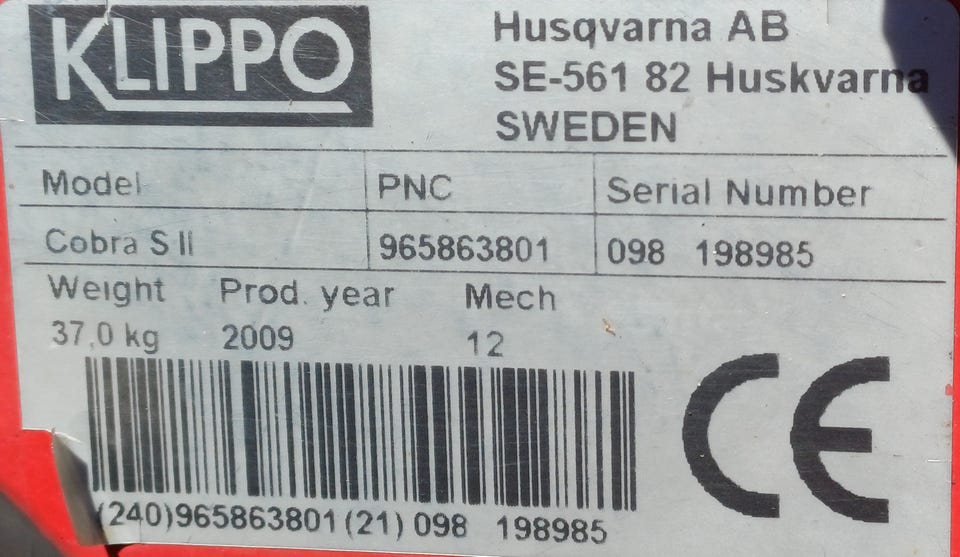 KLIPPO
Husqvarna AB
SE-561 82 Huskvarna
SWEDEN
Model PNC Serial Number
Cobra S II 965863801 098 198985
Weight Prod. year Mech
37,0 kg 2009 12
CE
(240)965863801(21) 098 198985